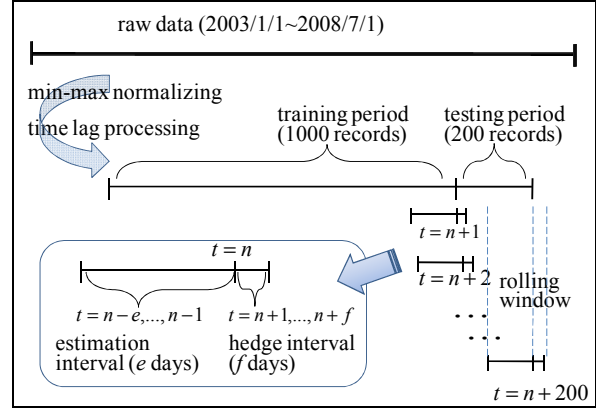 raw data (2003/1/1~2008/7/1)
min-max normalizing
time lag processing
training period
(1000 records)
testing period
(200 records)
t = n+1
t = n+2
rolling
window
t = n
t = n−e,..., n−1
t = n+1,..., n+f
estimation
interval (e days)
hedge interval
(f days)
...
...
t = n+200